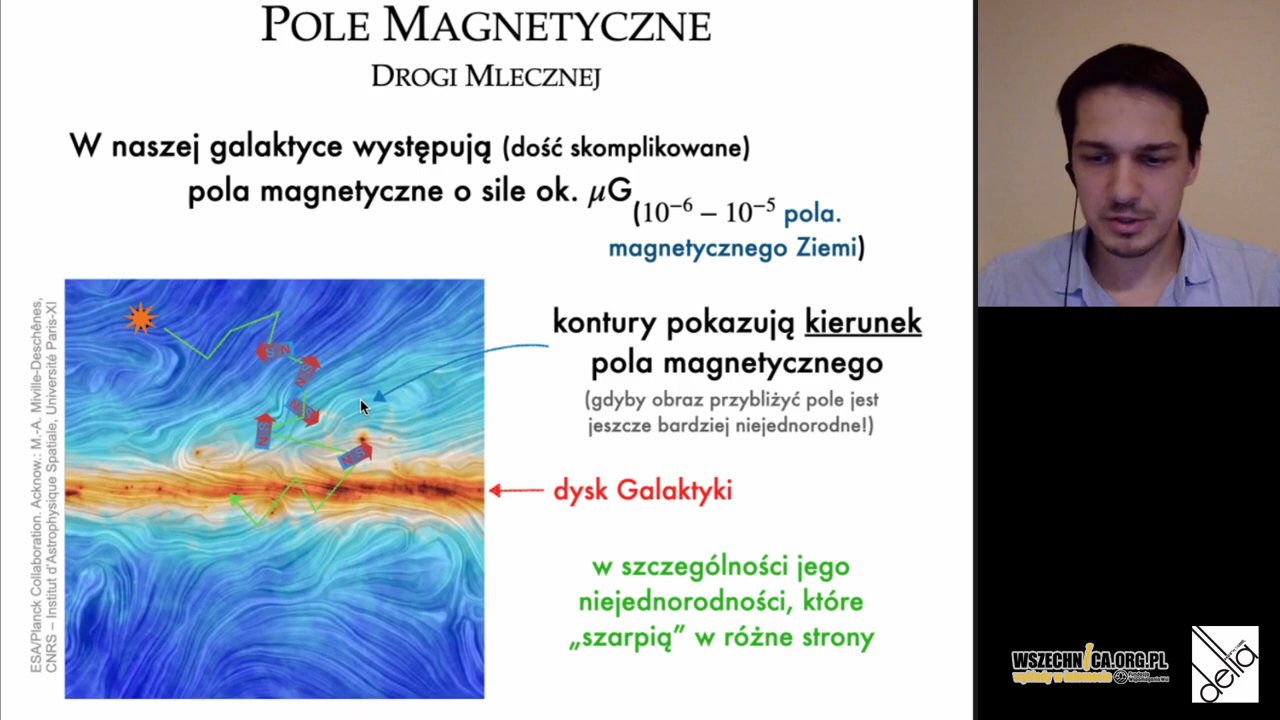 POLE MAGNETYCZNE
DROGI MLECZNEJ
W naszej galaktyce występują (dość skomplikowane)
pola magnetyczne o sile ok. μG
(10⁻⁶ – 10⁻⁵ pola.
magnetycznego Ziemi)
ESA/Planck Collaboration. Acknow.: M.-A. Miville-Deschênes,
CNRS – Institut d'Astrophysique Spatiale, Université Paris-XI
kontury pokazują kierunek
pola magnetycznego
(gdyby obraz przybliżyć pole jest
jeszcze bardziej niejednorodne!)
dysk Galaktyki
w szczególności jego
niejednorodności, które
„szarpią” w różne strony
WSZECHNICA.ORG.PL
wykłady w internecie
delta